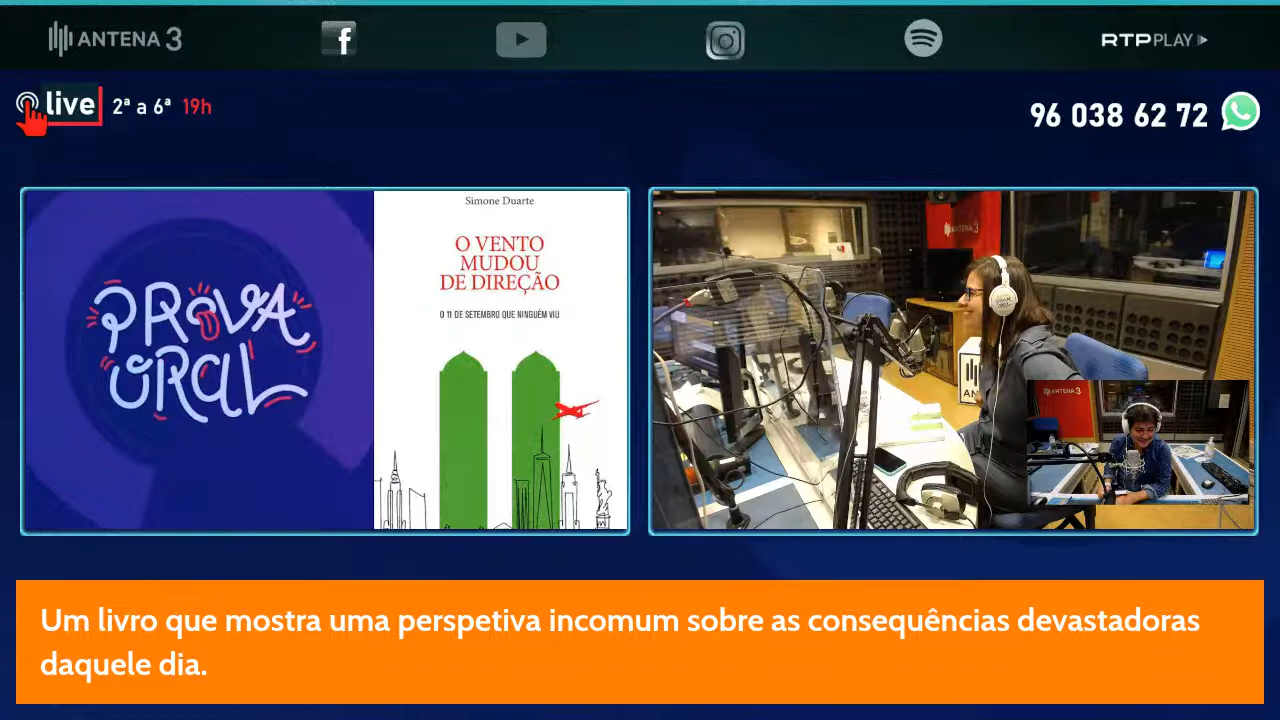 ANTENA 3
f
RTP PLAY
live 2ª a 6ª 19h
96 038 62 72
PROVA
ORAL
Simone Duarte
O VENTO
MUDOU
DE DIREÇÃO
O 11 DE SETEMBRO QUE NINGUÉM VIU
ANTENA 3
ANTENA 3
Um livro que mostra uma perspetiva incomum sobre as consequências devastadoras
daquele dia.